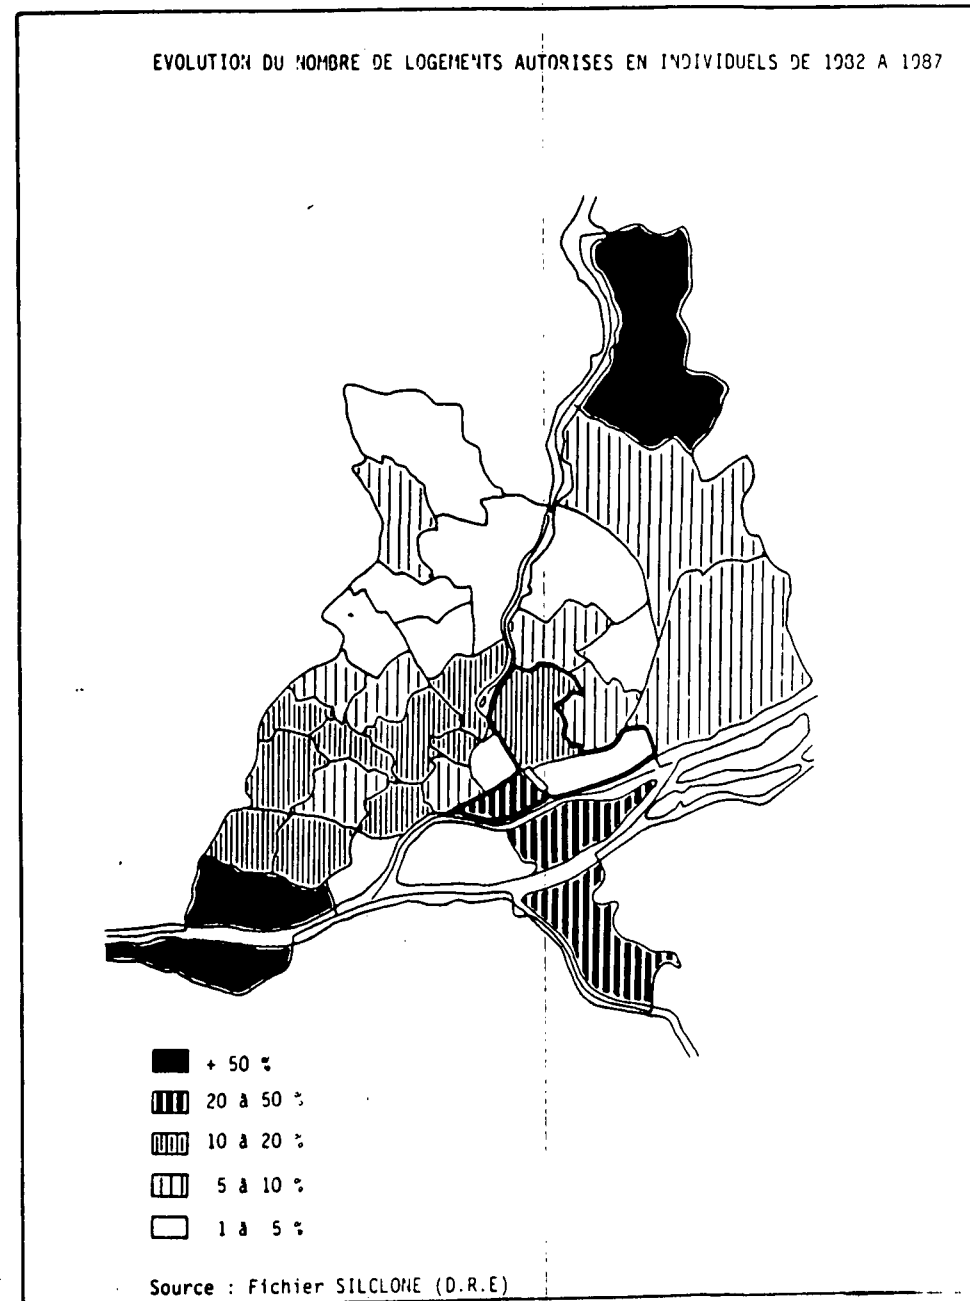 EVOLUTION DU NOMBRE DE LOGEMENTS AUTORISES EN INDIVIDUELS DE 1982 A 1987
+ 50 %
20 à 50 %
10 à 20 %
5 à 10 %
1 à 5 %
Source : Fichier SILCLONE (D.R.E)